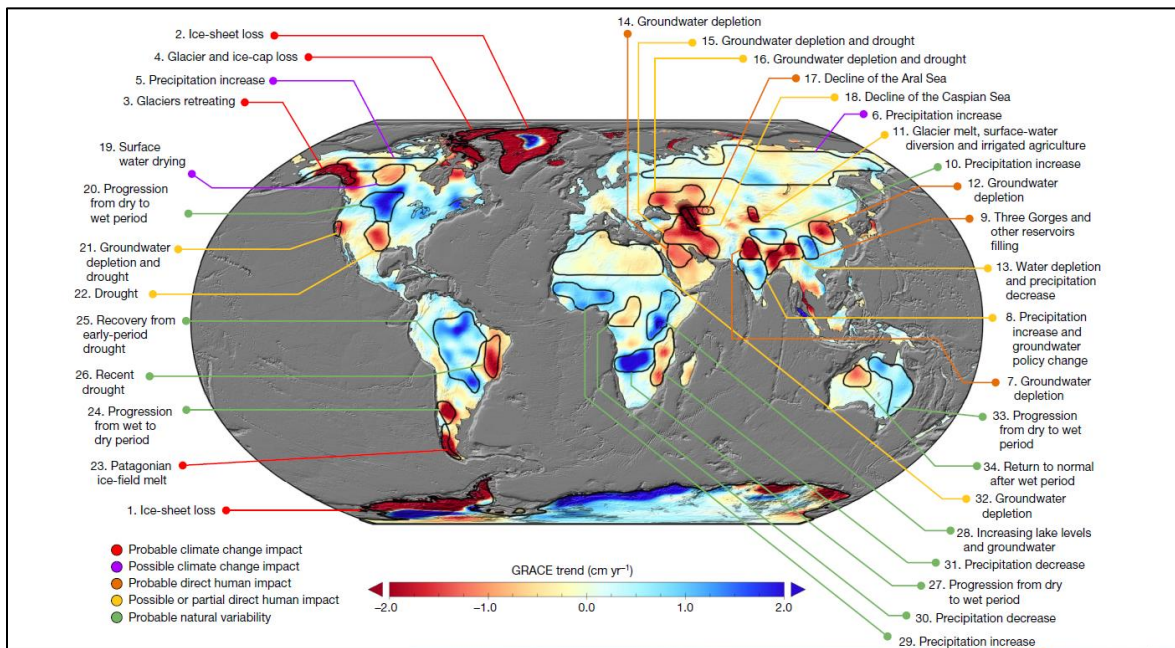 2. Ice-sheet loss
4. Glacier and ice-cap loss
5. Precipitation increase
3. Glaciers retreating
19. Surface
water drying
20. Progression
from dry to
wet period
21. Groundwater
depletion and
drought
22. Drought
25. Recovery from
early-period
drought
26. Recent
drought
24. Progression
from wet to
dry period
23. Patagonian
ice-field melt
1. Ice-sheet loss
14. Groundwater depletion
15. Groundwater depletion and drought
16. Groundwater depletion and drought
17. Decline of the Aral Sea
18. Decline of the Caspian Sea
6. Precipitation increase
11. Glacier melt, surface-water
diversion and irrigated agriculture
10. Precipitation increase
12. Groundwater
depletion
9. Three Gorges and
other reservoirs
filling
13. Water depletion
and precipitation
decrease
8. Precipitation
increase and
groundwater
policy change
7. Groundwater
depletion
33. Progression
from dry to wet
period
34. Return to normal
after wet period
32. Groundwater
depletion
28. Increasing lake levels
and groundwater
31. Precipitation decrease
27. Progression from dry
to wet period
30. Precipitation decrease
29. Precipitation increase
Probable climate change impact
Possible climate change impact
Probable direct human impact
Possible or partial direct human impact
Probable natural variability
GRACE trend (cm yr⁻¹)
−2.0 −1.0 0.0 1.0 2.0